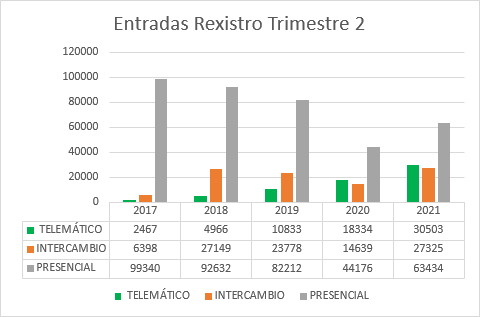 Entradas Rexistro Trimestre 2
120000
100000
80000
60000
40000
20000
0
2017 2018 2019 2020 2021
TELEMÁTICO 2467 4966 10833 18334 30503
INTERCAMBIO 6398 27149 23778 14639 27325
PRESENCIAL 99340 92632 82212 44176 63434
TELEMÁTICO INTERCAMBIO PRESENCIAL